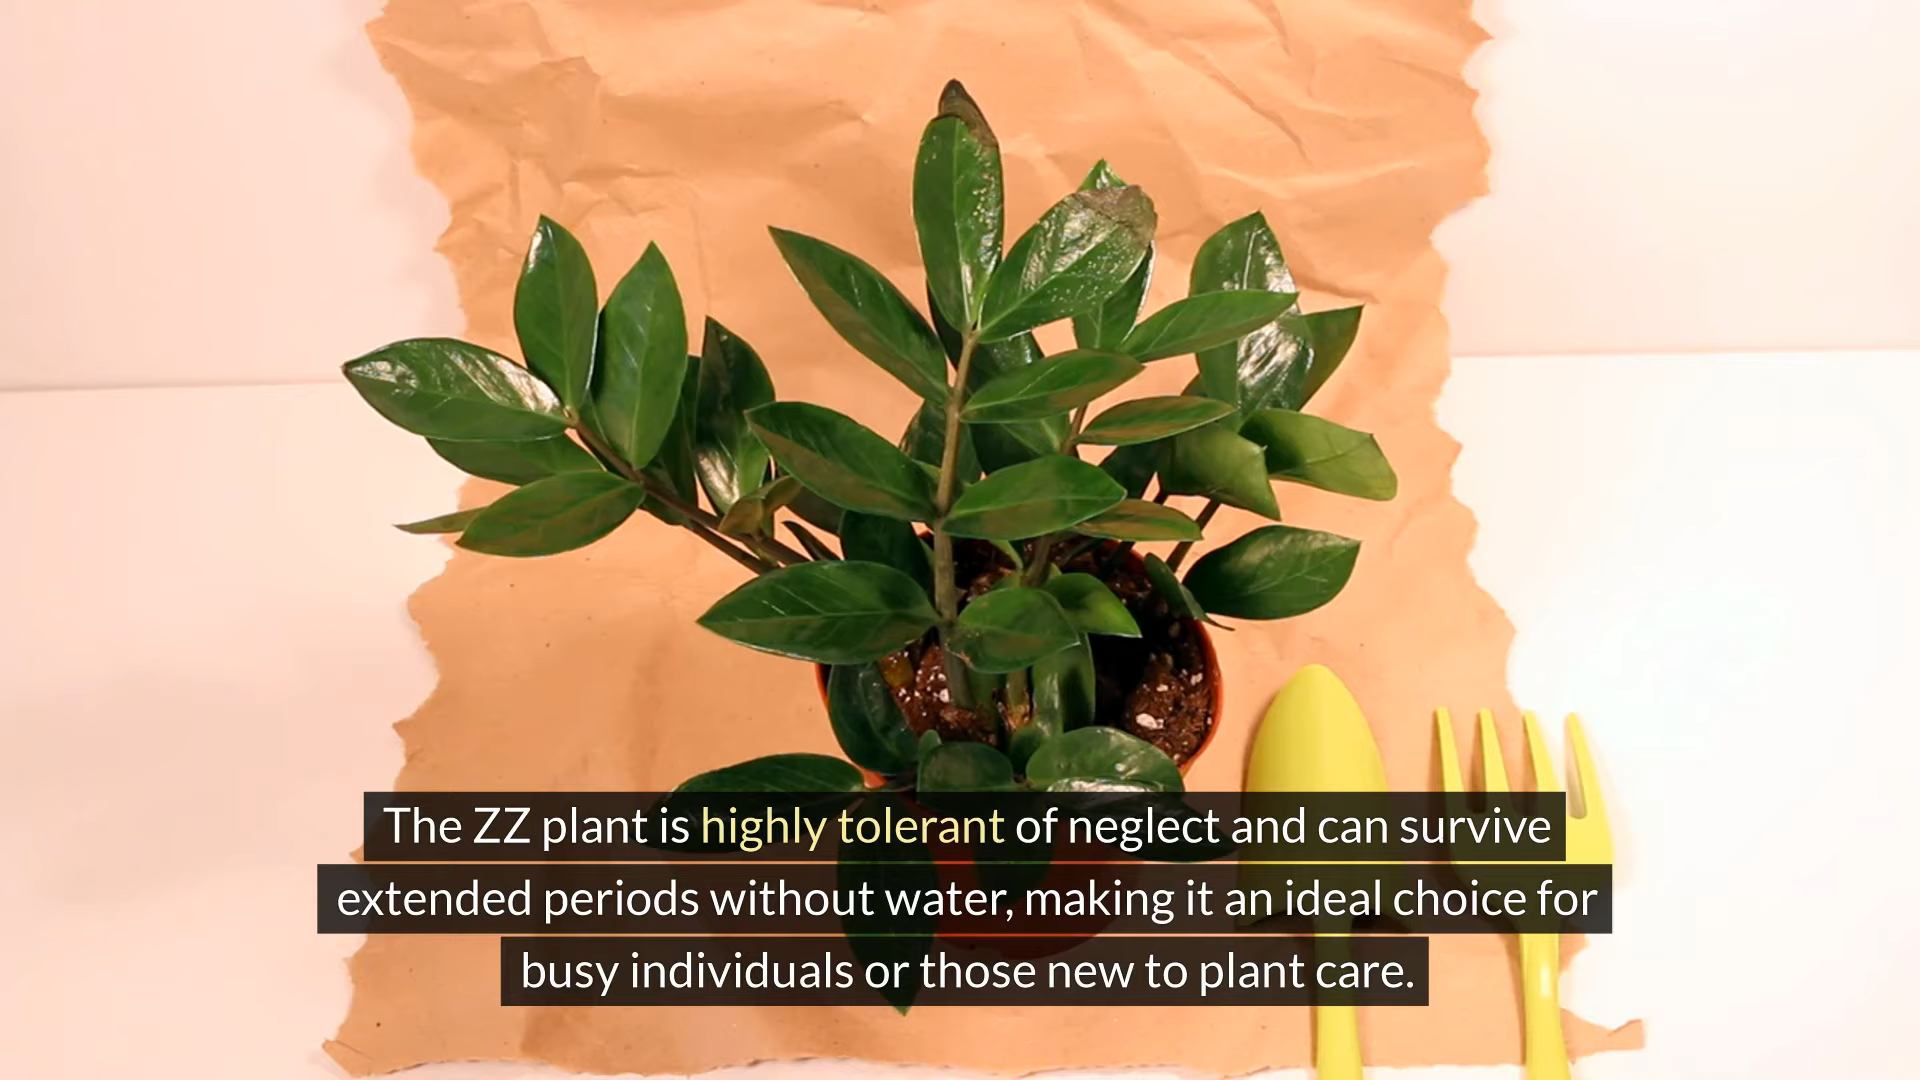 The ZZ plant is highly tolerant of neglect and can survive
extended periods without water, making it an ideal choice for
busy individuals or those new to plant care.